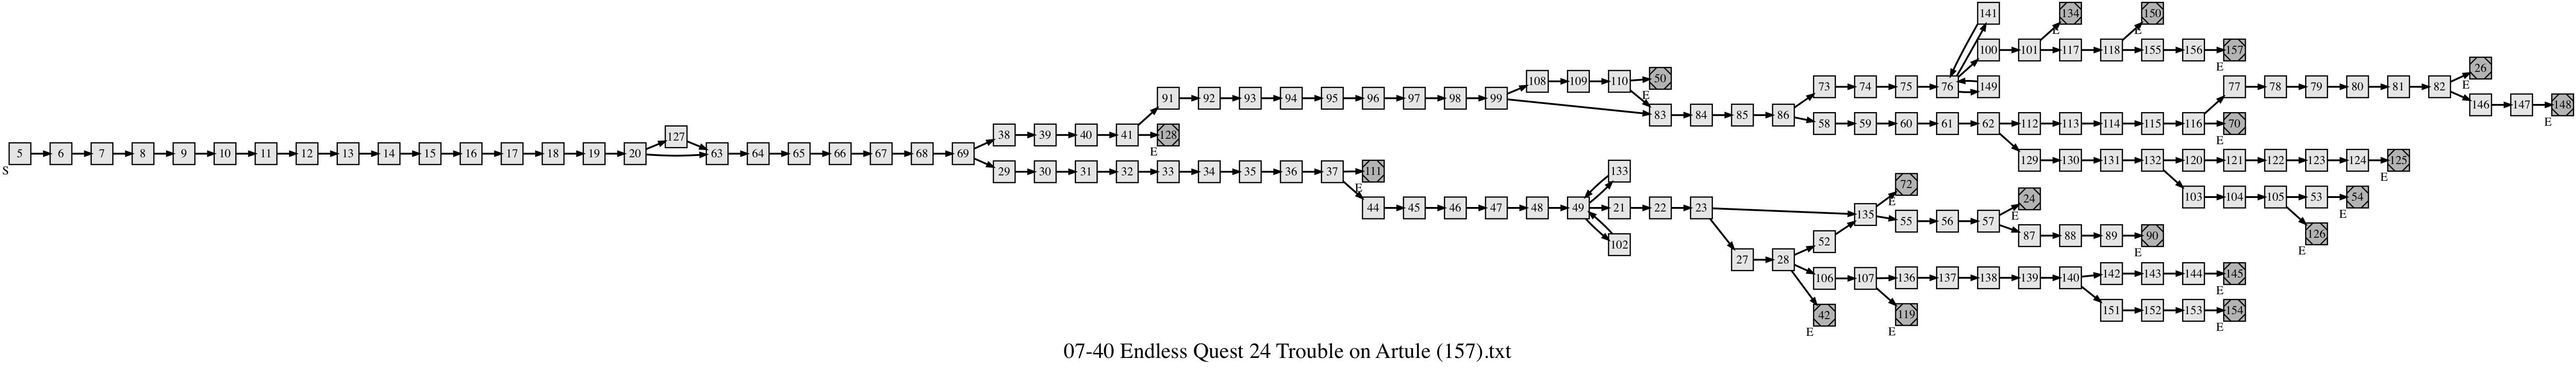 141 134 150
E E
100 101 117 118 155 156 157
E
108 109 110 50 26
E E
91 92 93 94 95 96 97 98 99 73 74 75 76 149 77 78 79 80 81 82
83 84 85 86 146 147 148
E
127 38 39 40 41 128 58 59 60 61 62 112 113 114 115 116 70
E E
5 6 7 8 9 10 11 12 13 14 15 16 17 18 19 20 63 64 65 66 67 68 69 129 130 131 132 120 121 122 123 124 125
S E
29 30 31 32 33 34 35 36 37 111 133
E
72
E
44 45 46 47 48 49 21 22 23 135 24 103 104 105 53 54
E E
55 56 57
102 52 87 88 89 90 126
E E
27 28
106 107 136 137 138 139 140 142 143 144 145
E
42 119 151 152 153 154
E E E
07-40 Endless Quest 24 Trouble on Artule (157).txt